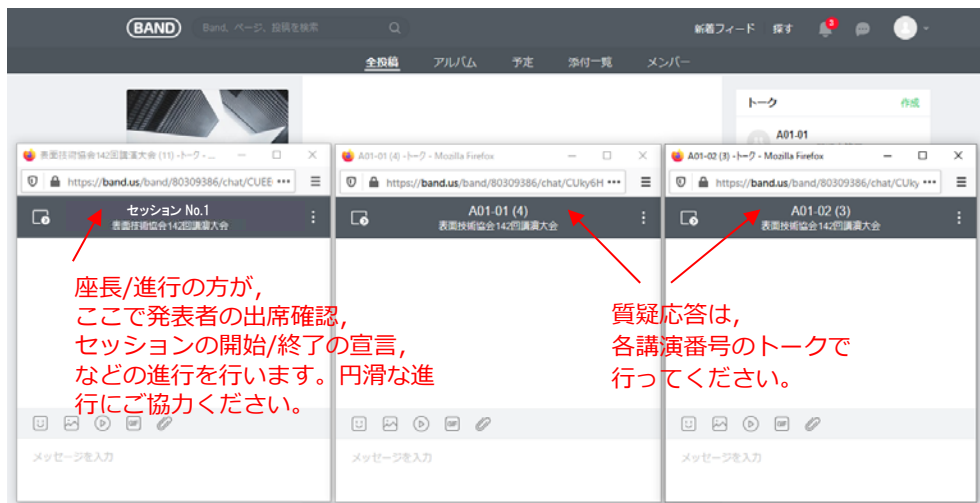 BAND
Band、ページ、投稿を検索
新着フィード 探す 3
全投稿 アルバム 予定 添付一覧 メンバー
トーク 作成
A01-01
表面技術協会142回講演大会 (11) -トーク - ...
https://band.us/band/80309386/chat/CUEE ...
セッション No.1
表面技術協会142回講演大会
座長/進行の方が,
ここで発表者の出席確認,
セッションの開始/終了の宣言,
などの進行を行います。円滑な進
行にご協力ください。
GIF
メッセージを入力
A01-01 (4) -トーク - Mozilla Firefox
https://band.us/band/80309386/chat/CUky6H ...
A01-01 (4)
表面技術協会142回講演大会
GIF
メッセージを入力
A01-02 (3) -トーク - Mozilla Firefox
https://band.us/band/80309386/chat/CUky ...
A01-02 (3)
表面技術協会142回講演大会
質疑応答は,
各講演番号のトークで
行ってください。
GIF
メッセージを入力